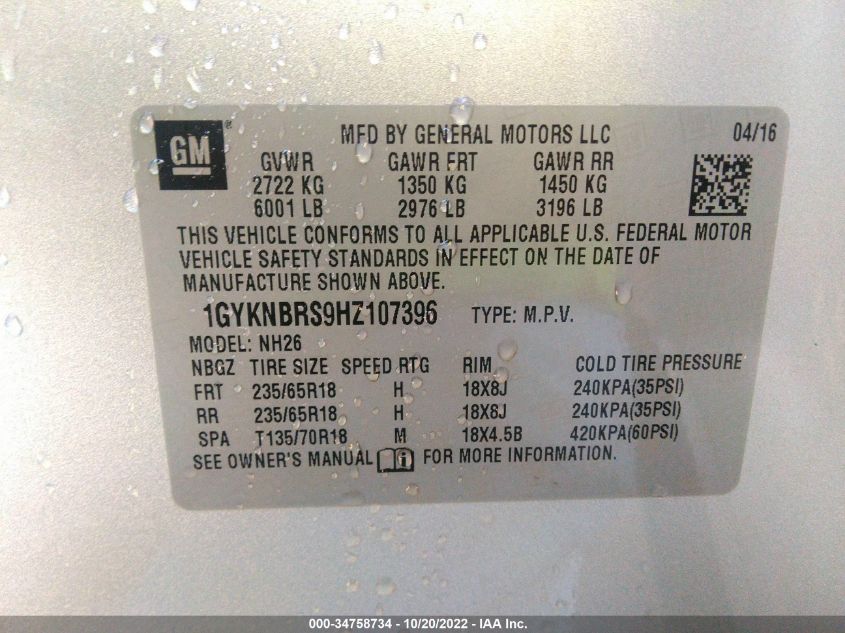 GM ® MFD BY GENERAL MOTORS LLC 04/16
GVWR GAWR FRT GAWR RR
2722 KG 1350 KG 1450 KG
6001 LB 2976 LB 3196 LB
THIS VEHICLE CONFORMS TO ALL APPLICABLE U.S. FEDERAL MOTOR
VEHICLE SAFETY STANDARDS IN EFFECT ON THE DATE OF
MANUFACTURE SHOWN ABOVE.
1GYKNBRS9HZ107396 TYPE: M.P.V.
MODEL: NH26
NBGZ TIRE SIZE SPEED RTG RIM COLD TIRE PRESSURE
FRT 235/65R18 H 18X8J 240KPA(35PSI)
RR 235/65R18 H 18X8J 240KPA(35PSI)
SPA T135/70R18 M 18X4.5B 420KPA(60PSI)
SEE OWNER'S MANUAL i FOR MORE INFORMATION.
000-34758734 - 10/20/2022 - IAA Inc.